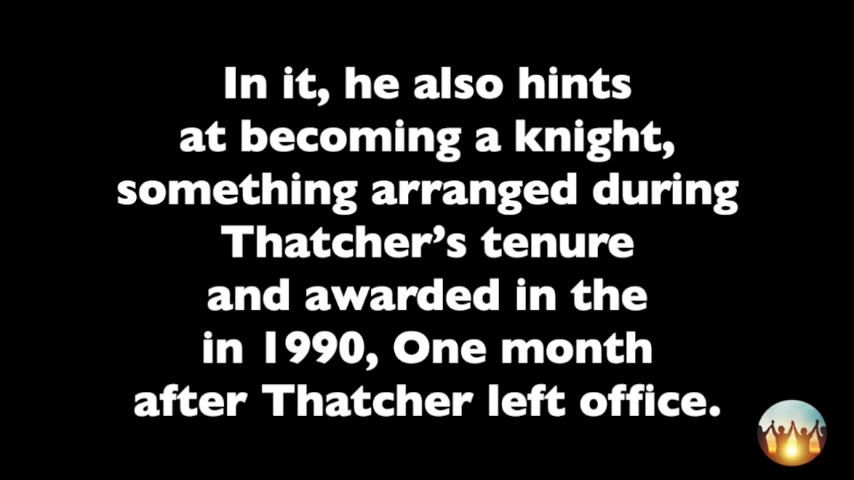 In it, he also hints
at becoming a knight,
something arranged during
Thatcher’s tenure
and awarded in the
in 1990, One month
after Thatcher left office.